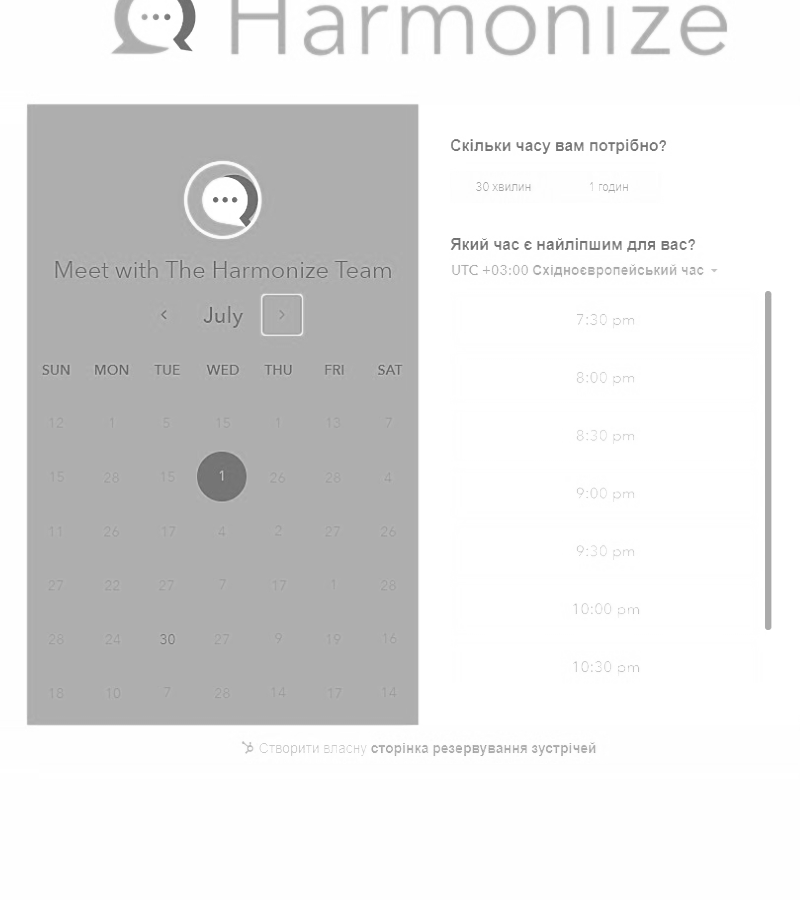 Harmonize
Meet with The Harmonize Team
July
SUN MON TUE WED THU FRI SAT
12 1 5 15 1 13 7
15 28 15 1 26 28 4
11 26 17 4 2 27 26
27 22 27 7 17 1 28
28 24 30 27 9 19 16
18 10 7 28 14 17 14
Скільки часу вам потрібно?
30 хвилин 1 годин
Який час є найліпшим для вас?
UTC +03:00 Східноєвропейський час
7:30 pm
8:00 pm
8:30 pm
9:00 pm
9:30 pm
10:00 pm
10:30 pm
Створити власну сторінка резервування зустрічей